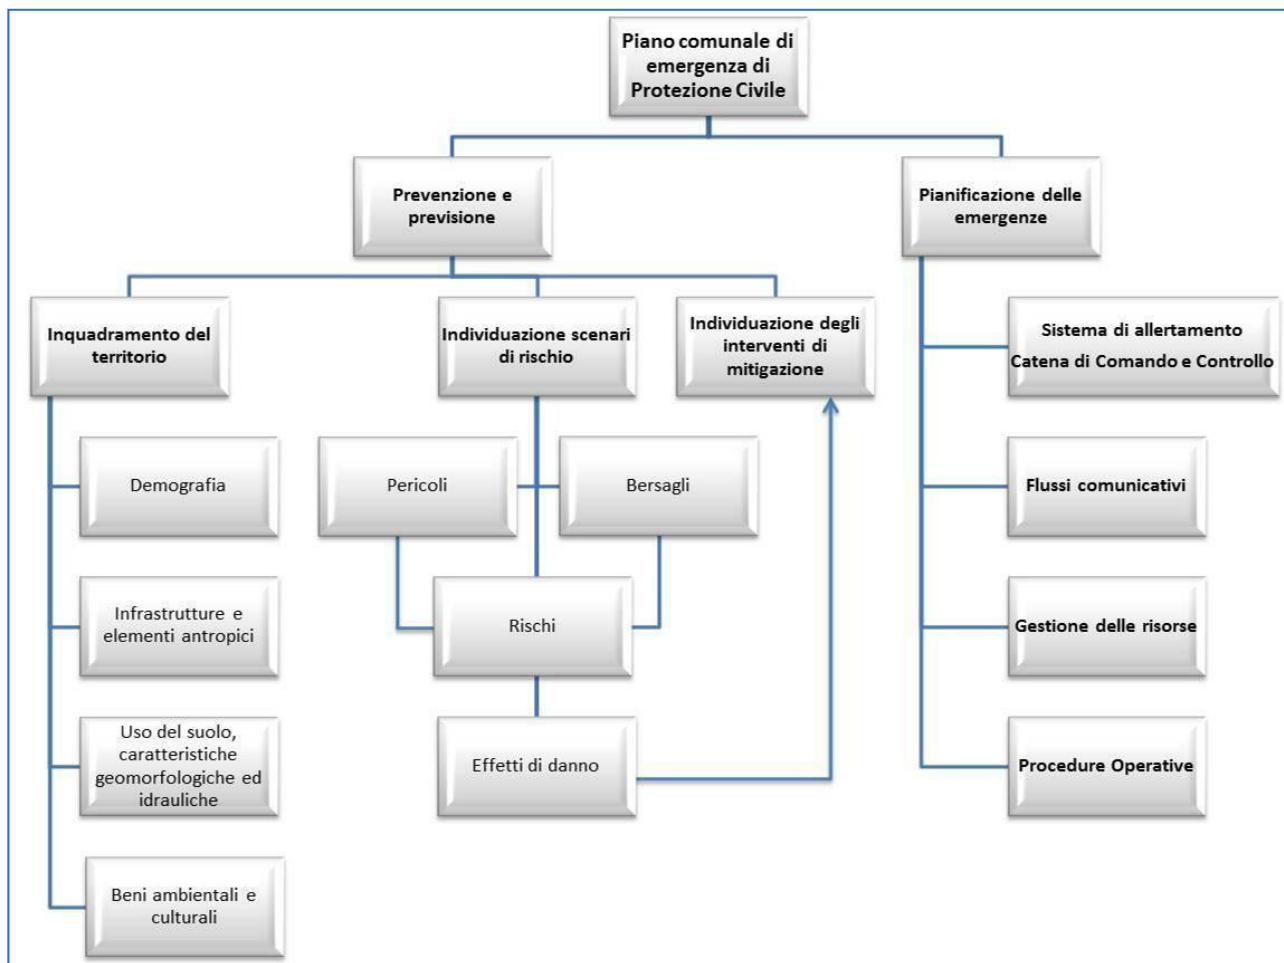 Piano comunale di
emergenza di
Protezione Civile
Prevenzione e
previsione
Pianificazione delle
emergenze
Inquadramento del
territorio
Individuazione scenari
di rischio
Individuazione degli
interventi di
mitigazione
Sistema di allertamento
Catena di Comando e Controllo
Demografia
Pericoli
Bersagli
Flussi comunicativi
Infrastrutture e
elementi antropici
Rischi
Gestione delle risorse
Uso del suolo,
caratteristiche
geomorfologiche ed
idrauliche
Effetti di danno
Procedure Operative
Beni ambientali e
culturali